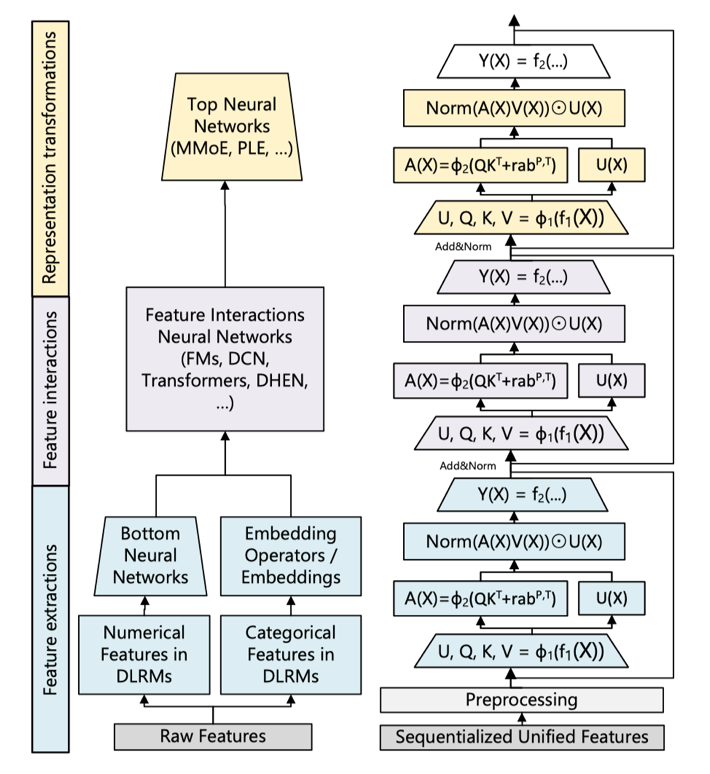 Representation transformations
Feature interactions
Feature extractions
Top Neural
Networks
(MMoE, PLE, ...)
Feature Interactions
Neural Networks
(FMs, DCN,
Transformers, DHEN,
...)
Bottom
Neural
Networks
Embedding
Operators /
Embeddings
Numerical
Features in
DLRMs
Categorical
Features in
DLRMs
Raw Features
Y(X) = f₂(...)
Norm(A(X)V(X))⊙U(X)
A(X)=ϕ₂(QKᵀ+rabᴾ,ᵀ)
U(X)
U, Q, K, V = ϕ₁(f₁(X))
Add&Norm
Y(X) = f₂(...)
Norm(A(X)V(X))⊙U(X)
A(X)=ϕ₂(QKᵀ+rabᴾ,ᵀ)
U(X)
U, Q, K, V = ϕ₁(f₁(X))
Add&Norm
Y(X) = f₂(...)
Norm(A(X)V(X))⊙U(X)
A(X)=ϕ₂(QKᵀ+rabᴾ,ᵀ)
U(X)
U, Q, K, V = ϕ₁(f₁(X))
Preprocessing
Sequentialized Unified Features